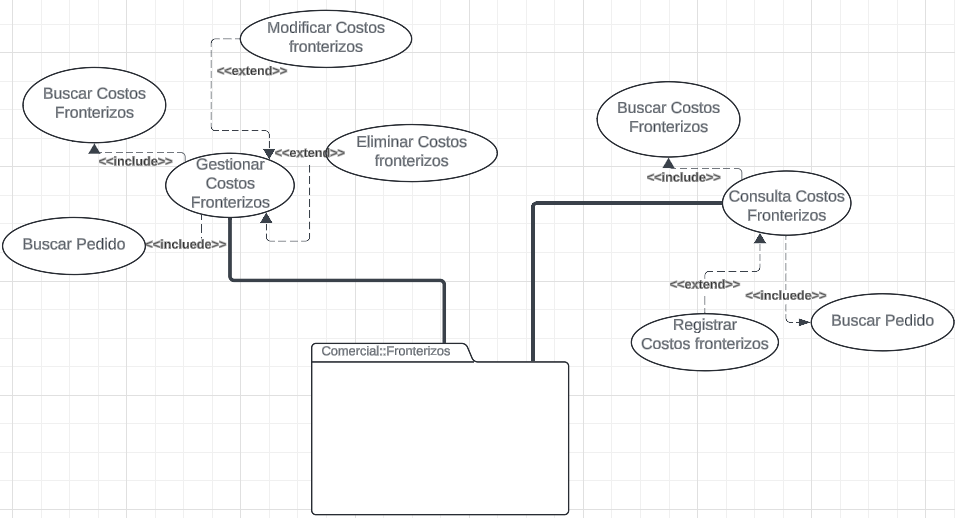 Modificar Costos
fronterizos
<<extend>>
Buscar Costos
Fronterizos
<<include>>
<<extend>>
Eliminar Costos
fronterizos
Gestionar
Costos
Fronterizos
Buscar Pedido
<<incluede>>
Buscar Costos
Fronterizos
<<include>>
Consulta Costos
Fronterizos
<<extend>>
<<incluede>>
Registrar
Costos fronterizos
Buscar Pedido
Comercial::Fronterizos